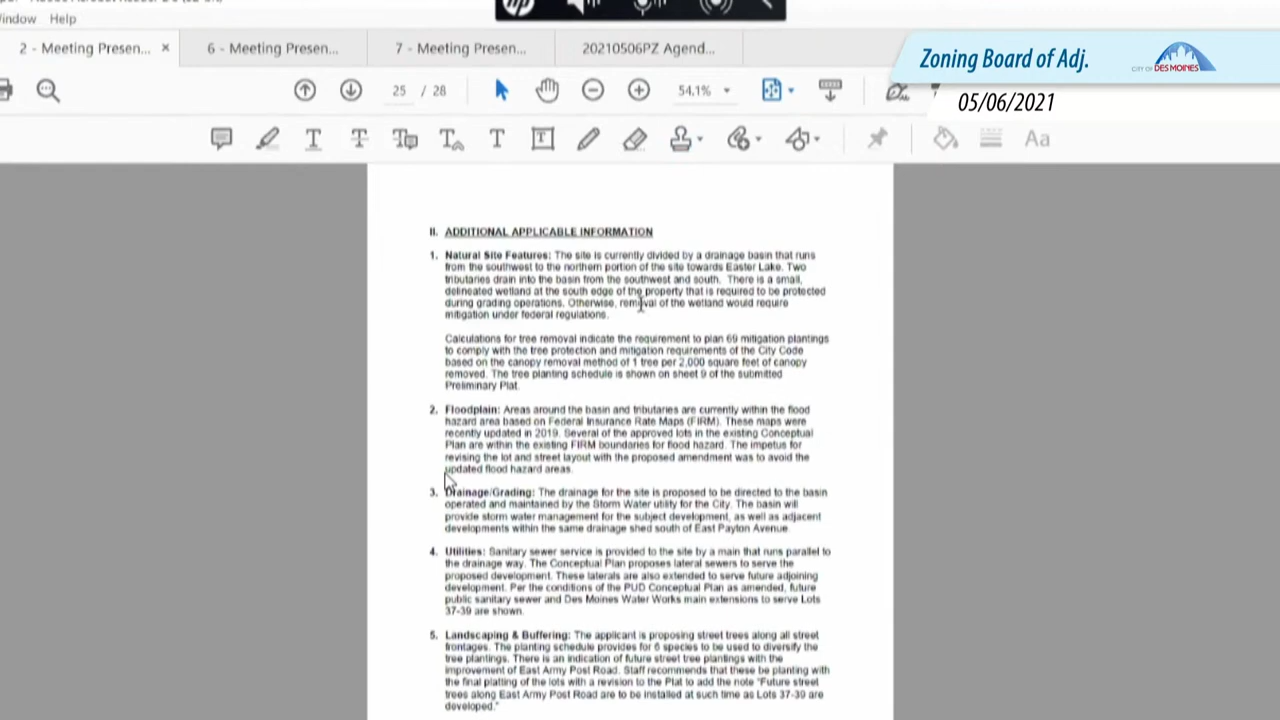 Window Help
2 - Meeting Presen... × 6 - Meeting Presen... 7 - Meeting Presen... 20210506PZ Agend...
Zoning Board of Adj.
CITY OF DES MOINES
05/06/2021
25 / 28 54.1%
Aa
II. ADDITIONAL APPLICABLE INFORMATION
1. Natural Site Features: The site is currently divided by a drainage basin that runs
from the southwest to the northern portion of the site towards Easter Lake. Two
tributaries drain into the basin from the southwest and south. There is a small,
delineated wetland at the south edge of the property that is required to be protected
during grading operations. Otherwise, removal of the wetland would require
mitigation under federal regulations.
Calculations for tree removal indicate the requirement to plan 69 mitigation plantings
to comply with the tree protection and mitigation requirements of the City Code
based on the canopy removal method of 1 tree per 2,000 square feet of canopy
removed. The tree planting schedule is shown on sheet 9 of the submitted
Preliminary Plat.
2. Floodplain: Areas around the basin and tributaries are currently within the flood
hazard area based on Federal Insurance Rate Maps (FIRM). These maps were
recently updated in 2019. Several of the approved lots in the existing Conceptual
Plan are within the existing FIRM boundaries for flood hazard. The impetus for
revising the lot and street layout with the proposed amendment was to avoid the
updated flood hazard areas.
3. Drainage/Grading: The drainage for the site is proposed to be directed to the basin
operated and maintained by the Storm Water utility for the City. The basin will
provide storm water management for the subject development, as well as adjacent
developments within the same drainage shed south of East Payton Avenue.
4. Utilities: Sanitary sewer service is provided to the site by a main that runs parallel to
the drainage way. The Conceptual Plan proposes lateral sewers to serve the
proposed development. These laterals are also extended to serve future adjoining
development. Per the conditions of the PUD Conceptual Plan as amended, future
public sanitary sewer and Des Moines Water Works main extensions to serve Lots
37-39 are shown.
5. Landscaping & Buffering: The applicant is proposing street trees along all street
frontages. The planting schedule provides for 6 species to be used to diversify the
tree plantings. There is an indication of future street tree plantings with the
improvement of East Army Post Road. Staff recommends that these be planting with
the final platting of the lots with a revision to the Plat to add the note "Future street
trees along East Army Post Road are to be installed at such time as Lots 37-39 are
developed."